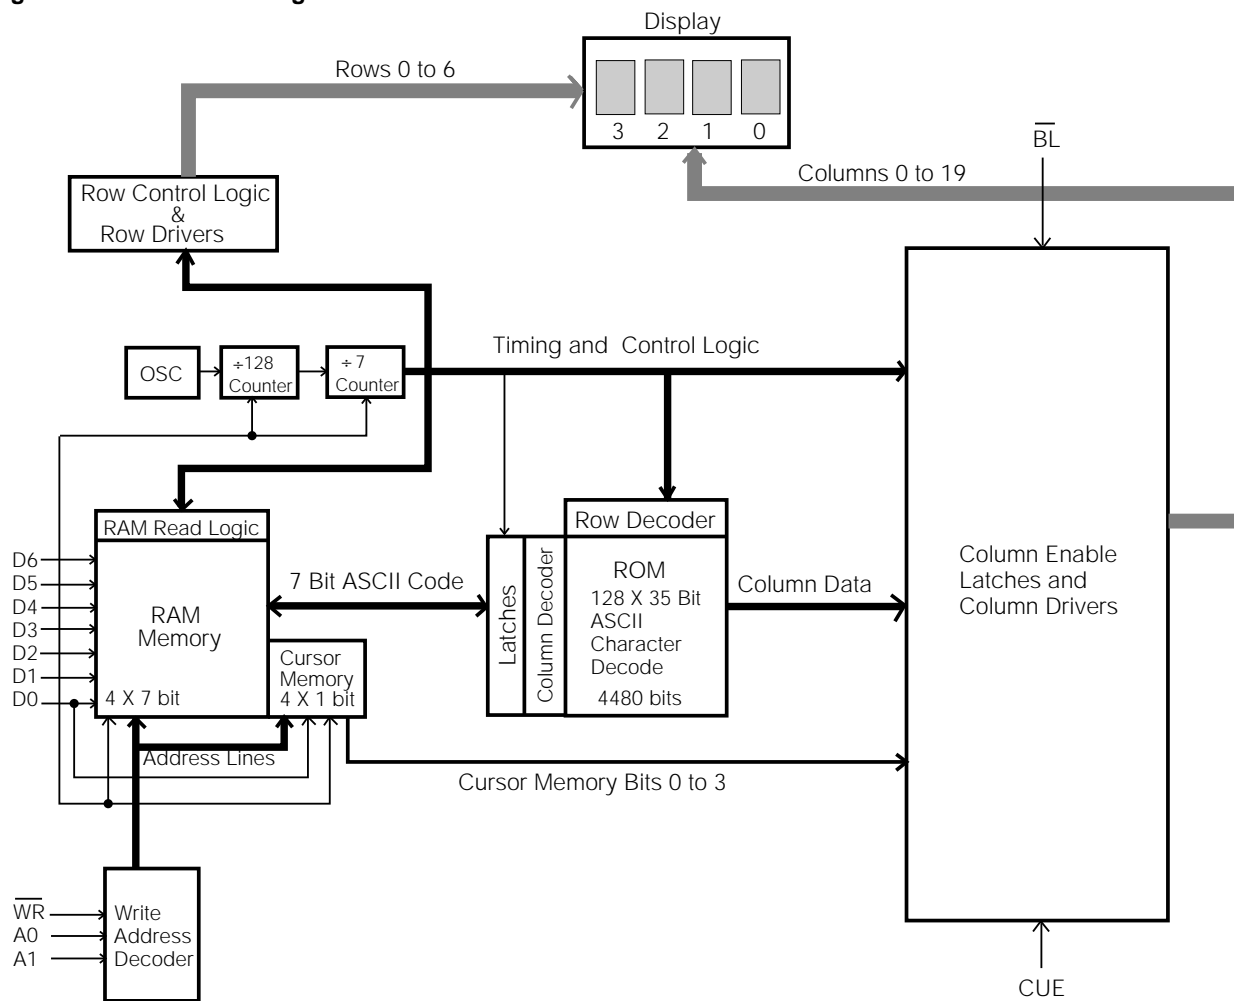 Display
Rows 0 to 6
3 2 1 0
BL
Columns 0 to 19
Row Control Logic
&
Row Drivers
Timing and Control Logic
OSC
÷128
Counter
÷7
Counter
RAM Read Logic
Row Decoder
D6
D5
D4
D3
D2
D1
D0
RAM
Memory
4 X 7 bit
7 Bit ASCII Code
Latches
Column Decoder
ROM
128 X 35 Bit
ASCII
Character
Decode
4480 bits
Column Data
Column Enable
Latches and
Column Drivers
Cursor
Memory
4 X 1 bit
Address Lines
Cursor Memory Bits 0 to 3
WR
A0
A1
Write
Address
Decoder
CUE